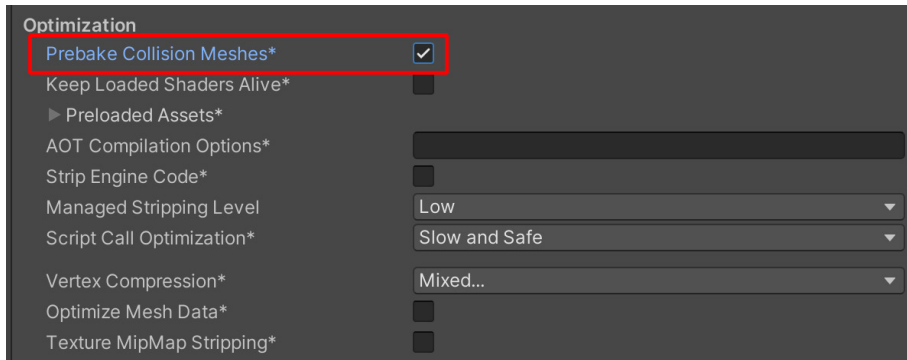 Optimization
Prebake Collision Meshes*
Keep Loaded Shaders Alive*
Preloaded Assets*
AOT Compilation Options*
Strip Engine Code*
Managed Stripping Level Low
Script Call Optimization* Slow and Safe
Vertex Compression* Mixed...
Optimize Mesh Data*
Texture MipMap Stripping*